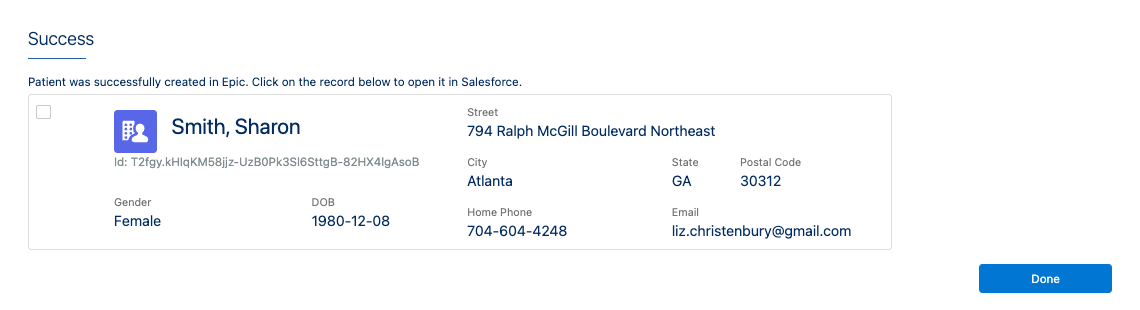 Success
Patient was successfully created in Epic. Click on the record below to open it in Salesforce.
Smith, Sharon
Id: T2fgy.kHIqKM58jjz-UzB0Pk3Sl6SttgB-82HX4lgAsoB
Gender
Female
DOB
1980-12-08
Street
794 Ralph McGill Boulevard Northeast
City
Atlanta
State
GA
Postal Code
30312
Home Phone
704-604-4248
Email
liz.christenbury@gmail.com
Done